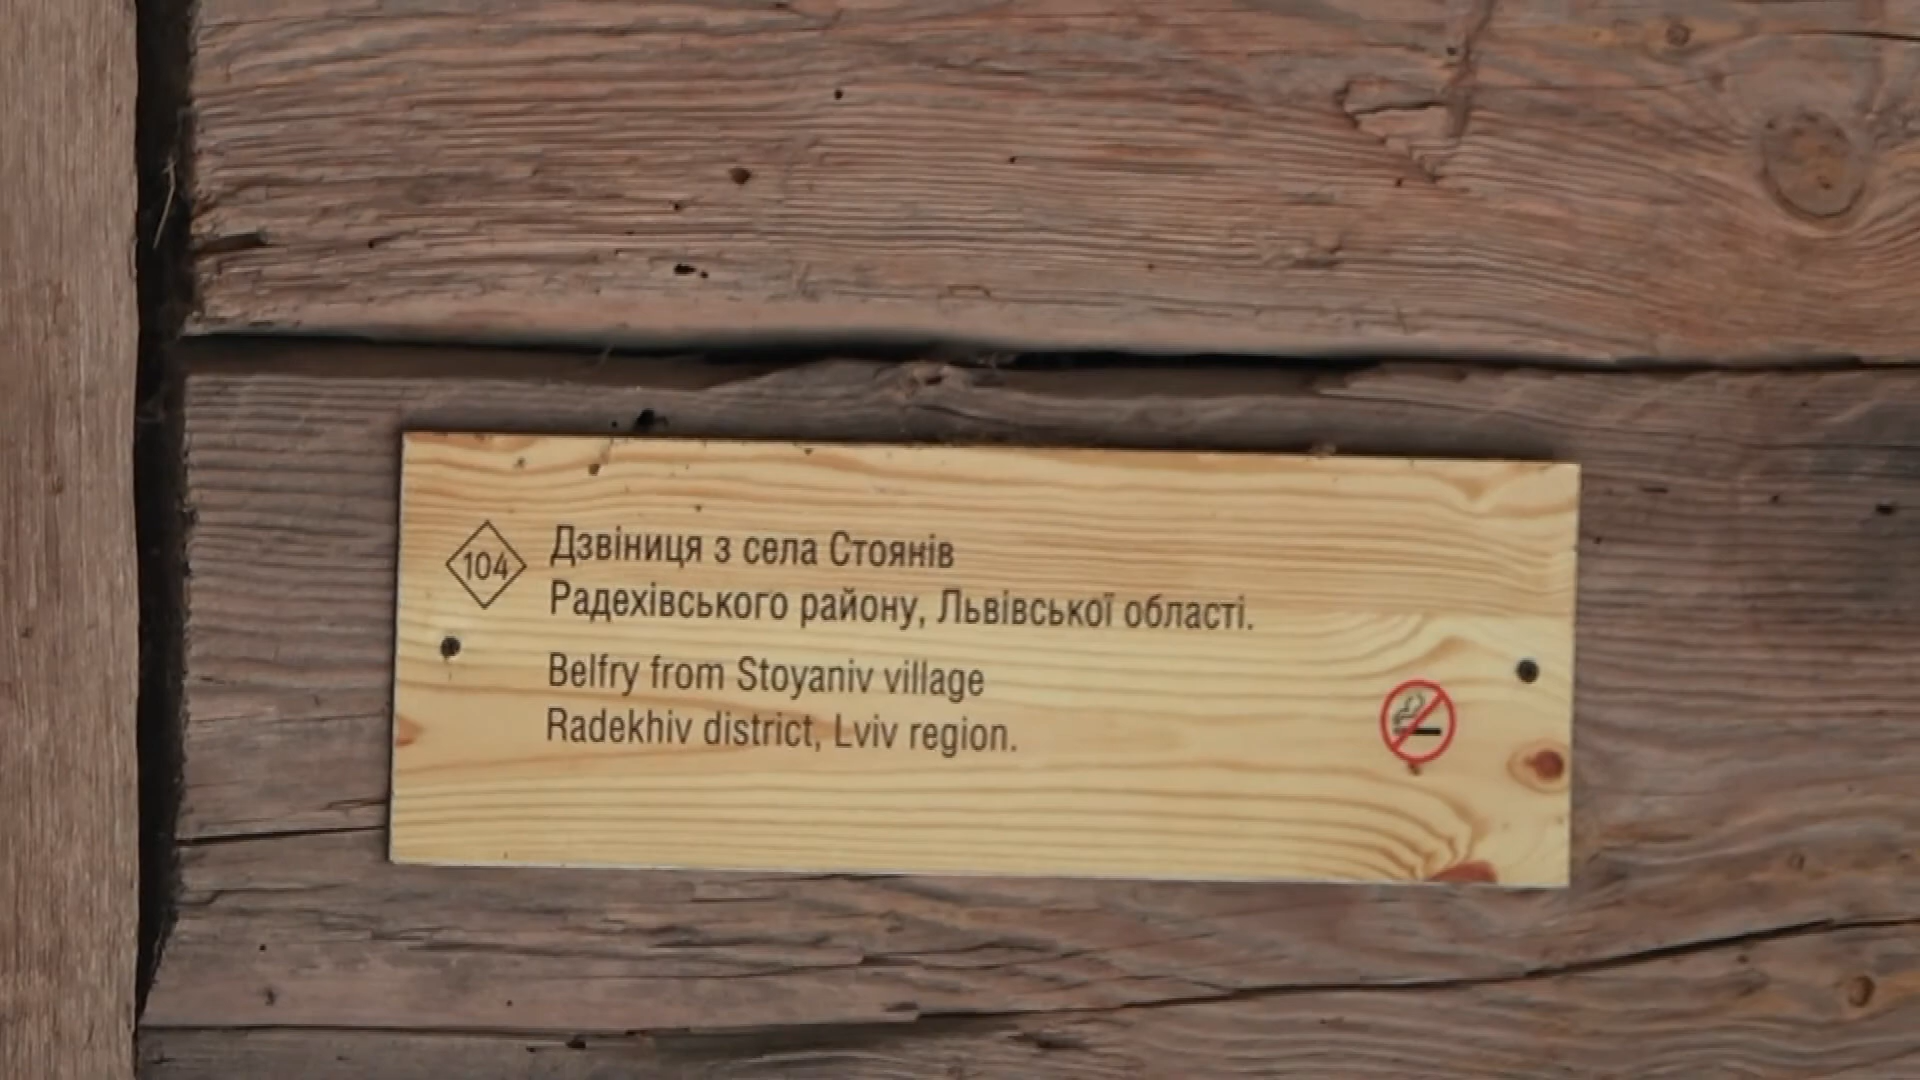 104
Дзвіниця з села Стоянів
Радехівського району, Львівської області.
Belfry from Stoyaniv village
Radekhiv district, Lviv region.